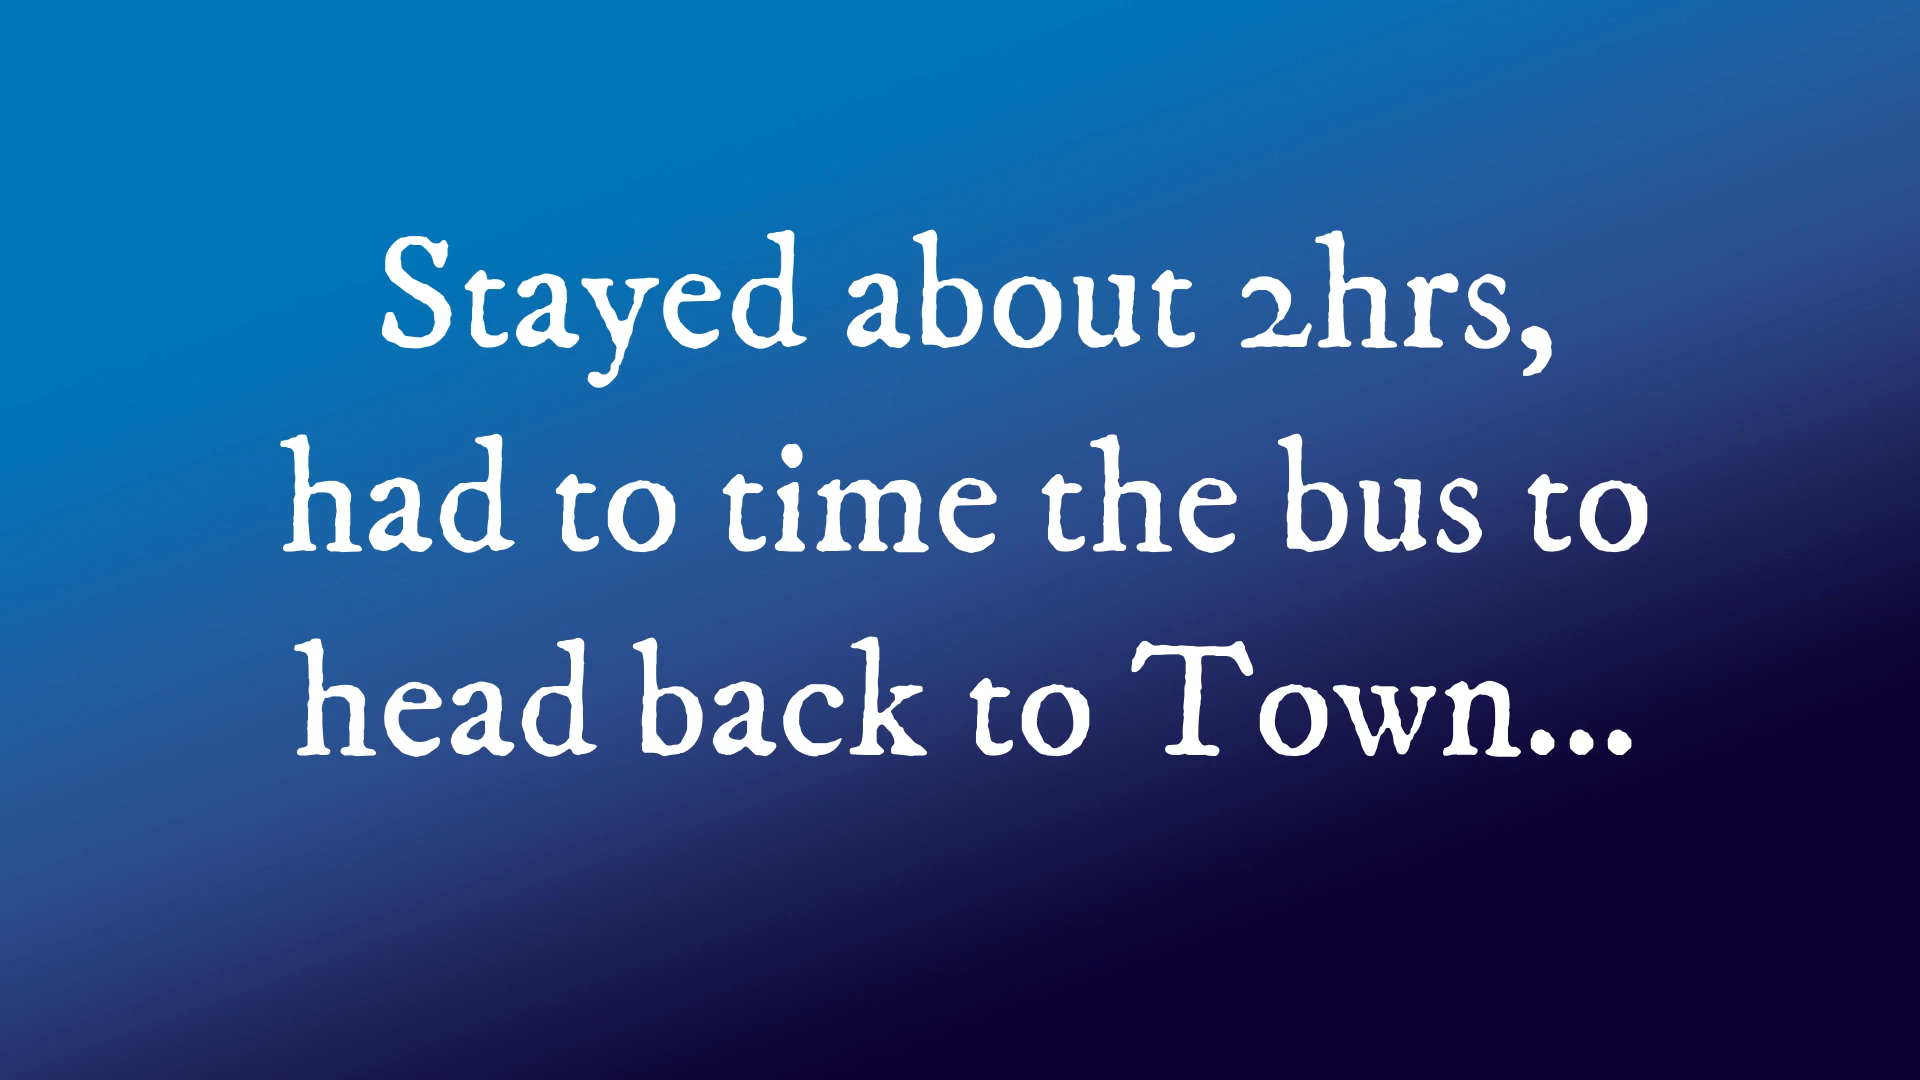 Stayed about 2hrs,
had to time the bus to
head back to Town...